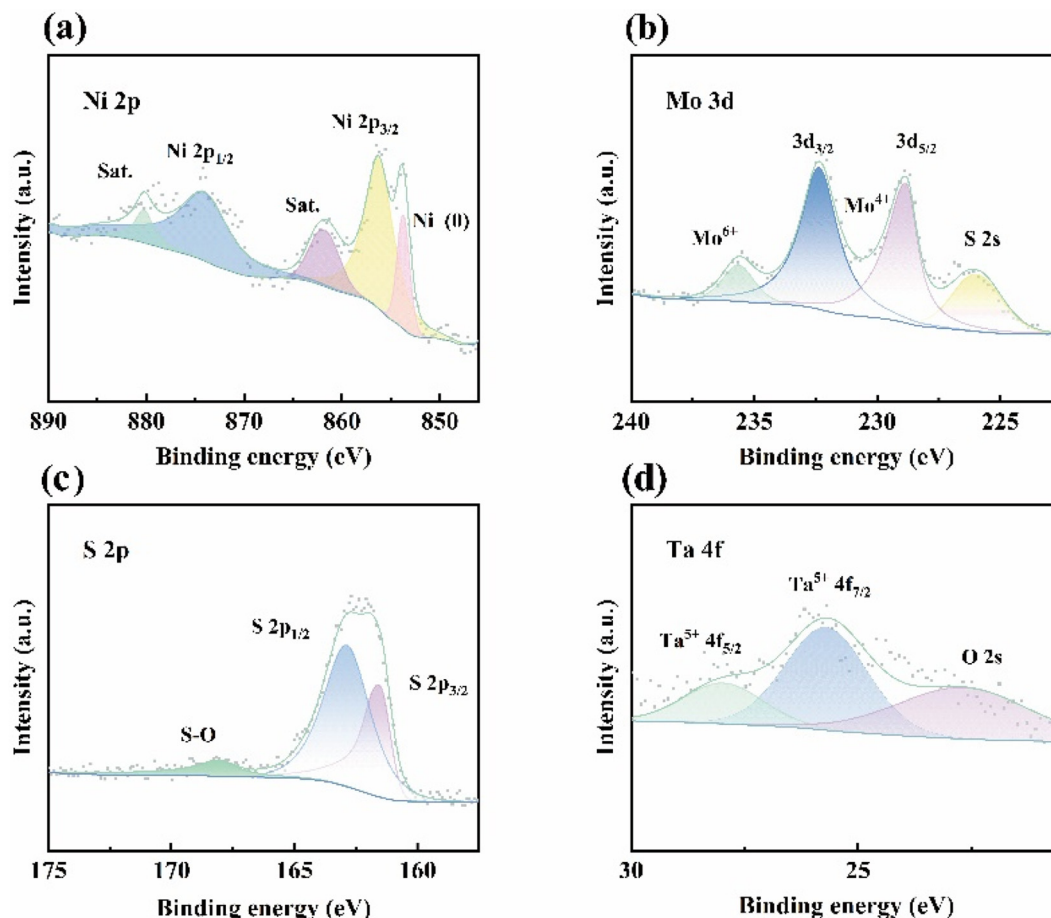 (a)
Ni 2p
Sat.
Ni 2p1/2
Sat.
Ni 2p3/2
Ni (0)
Intensity (a.u.)
890 880 870 860 850
Binding energy (eV)
(b)
Mo 3d
Mo6+
3d3/2
Mo4+
3d5/2
S 2s
Intensity (a.u.)
240 235 230 225
Binding energy (eV)
(c)
S 2p
S-O
S 2p1/2
S 2p3/2
Intensity (a.u.)
175 170 165 160
Binding energy (eV)
(d)
Ta 4f
Ta5+ 4f5/2
Ta5+ 4f7/2
O 2s
Intensity (a.u.)
30 25
Binding energy (eV)